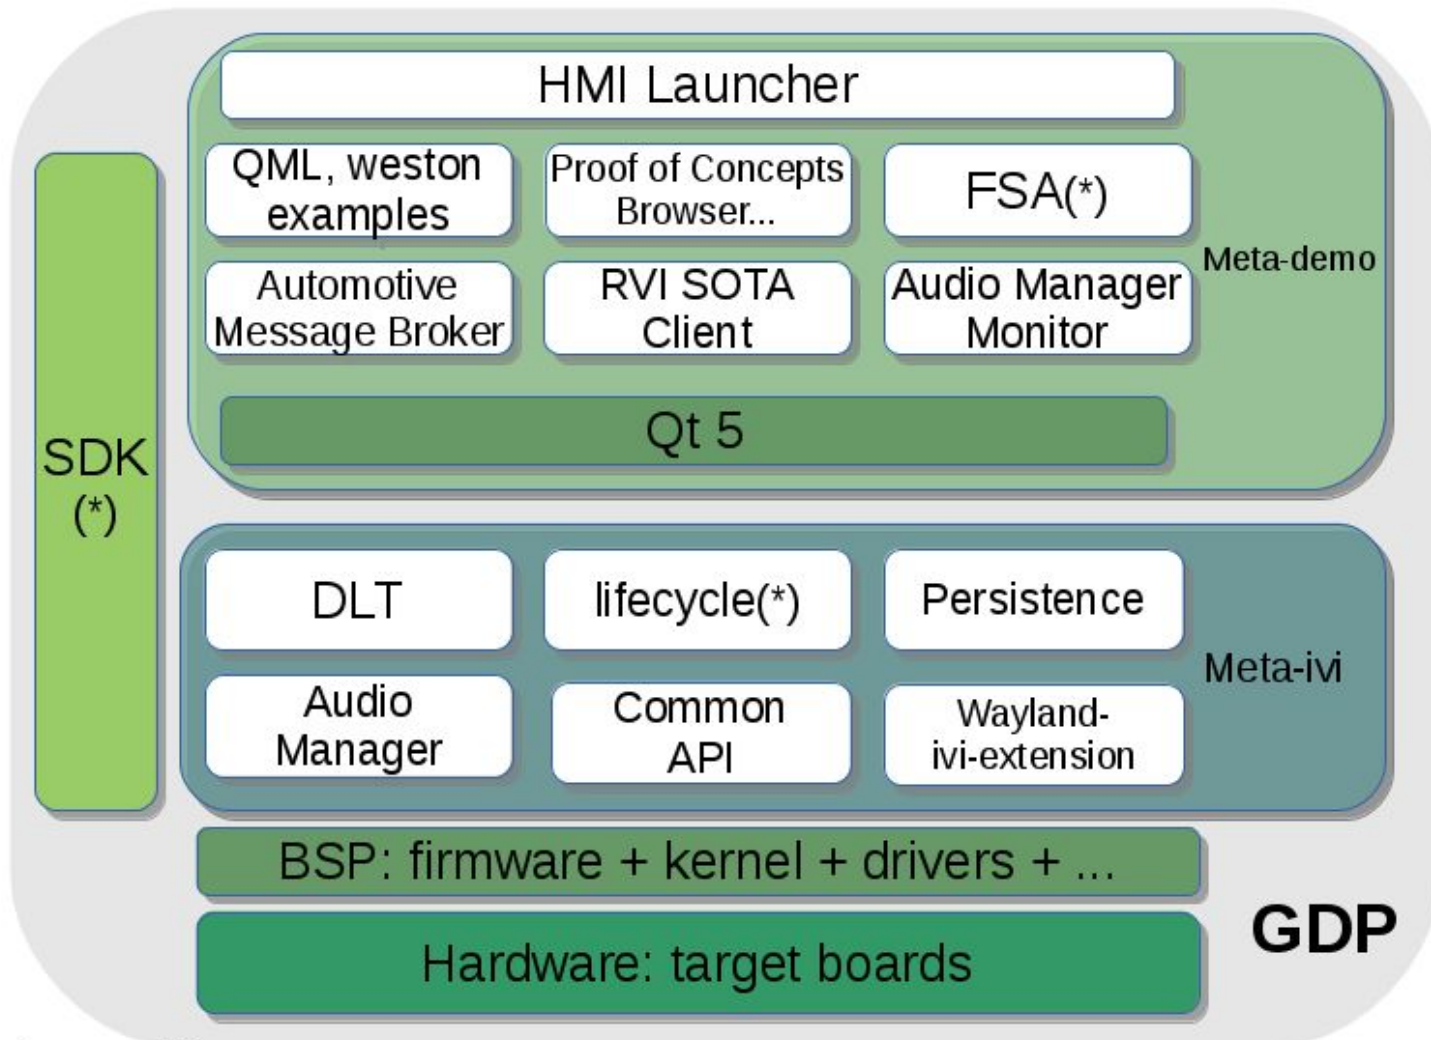 HMI Launcher
QML, weston
examples
Proof of Concepts
Browser...
FSA(*)
Meta-demo
Automotive
Message Broker
RVI SOTA
Client
Audio Manager
Monitor
Qt 5
SDK
(*)
DLT
lifecycle(*)
Persistence
Meta-ivi
Audio
Manager
Common
API
Wayland-
ivi-extension
BSP: firmware + kernel + drivers + ...
GDP
Hardware: target boards